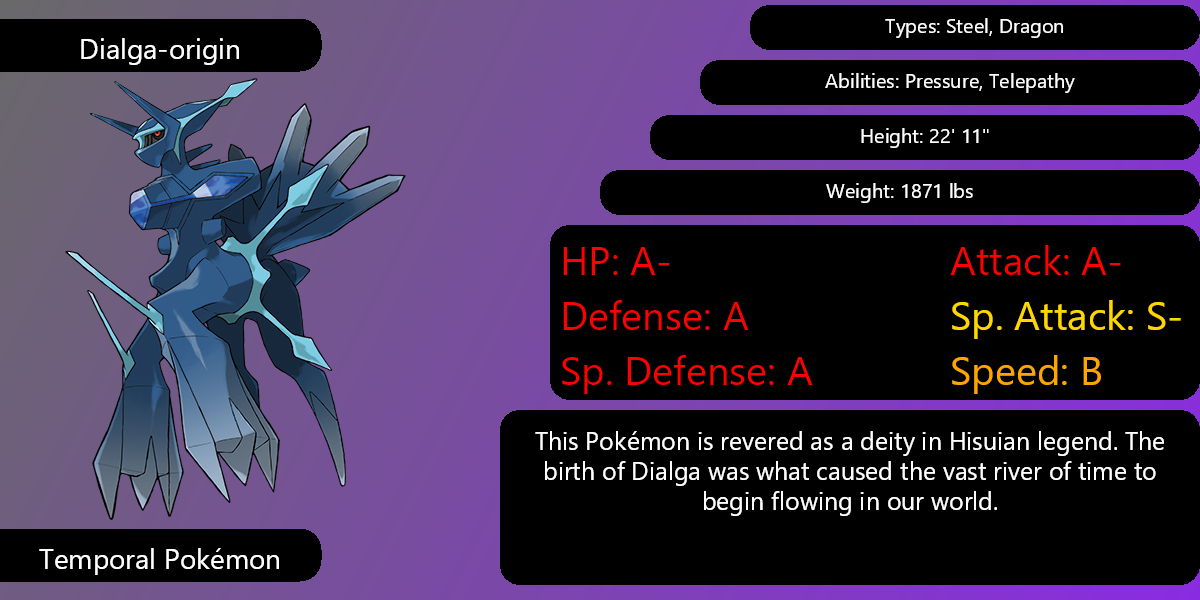 Dialga-origin
Types: Steel, Dragon
Abilities: Pressure, Telepathy
Height: 22' 11"
Weight: 1871 lbs
HP: A-
Attack: A-
Defense: A
Sp. Attack: S-
Sp. Defense: A
Speed: B
This Pokémon is revered as a deity in Hisuian legend. The
birth of Dialga was what caused the vast river of time to
begin flowing in our world.
Temporal Pokémon